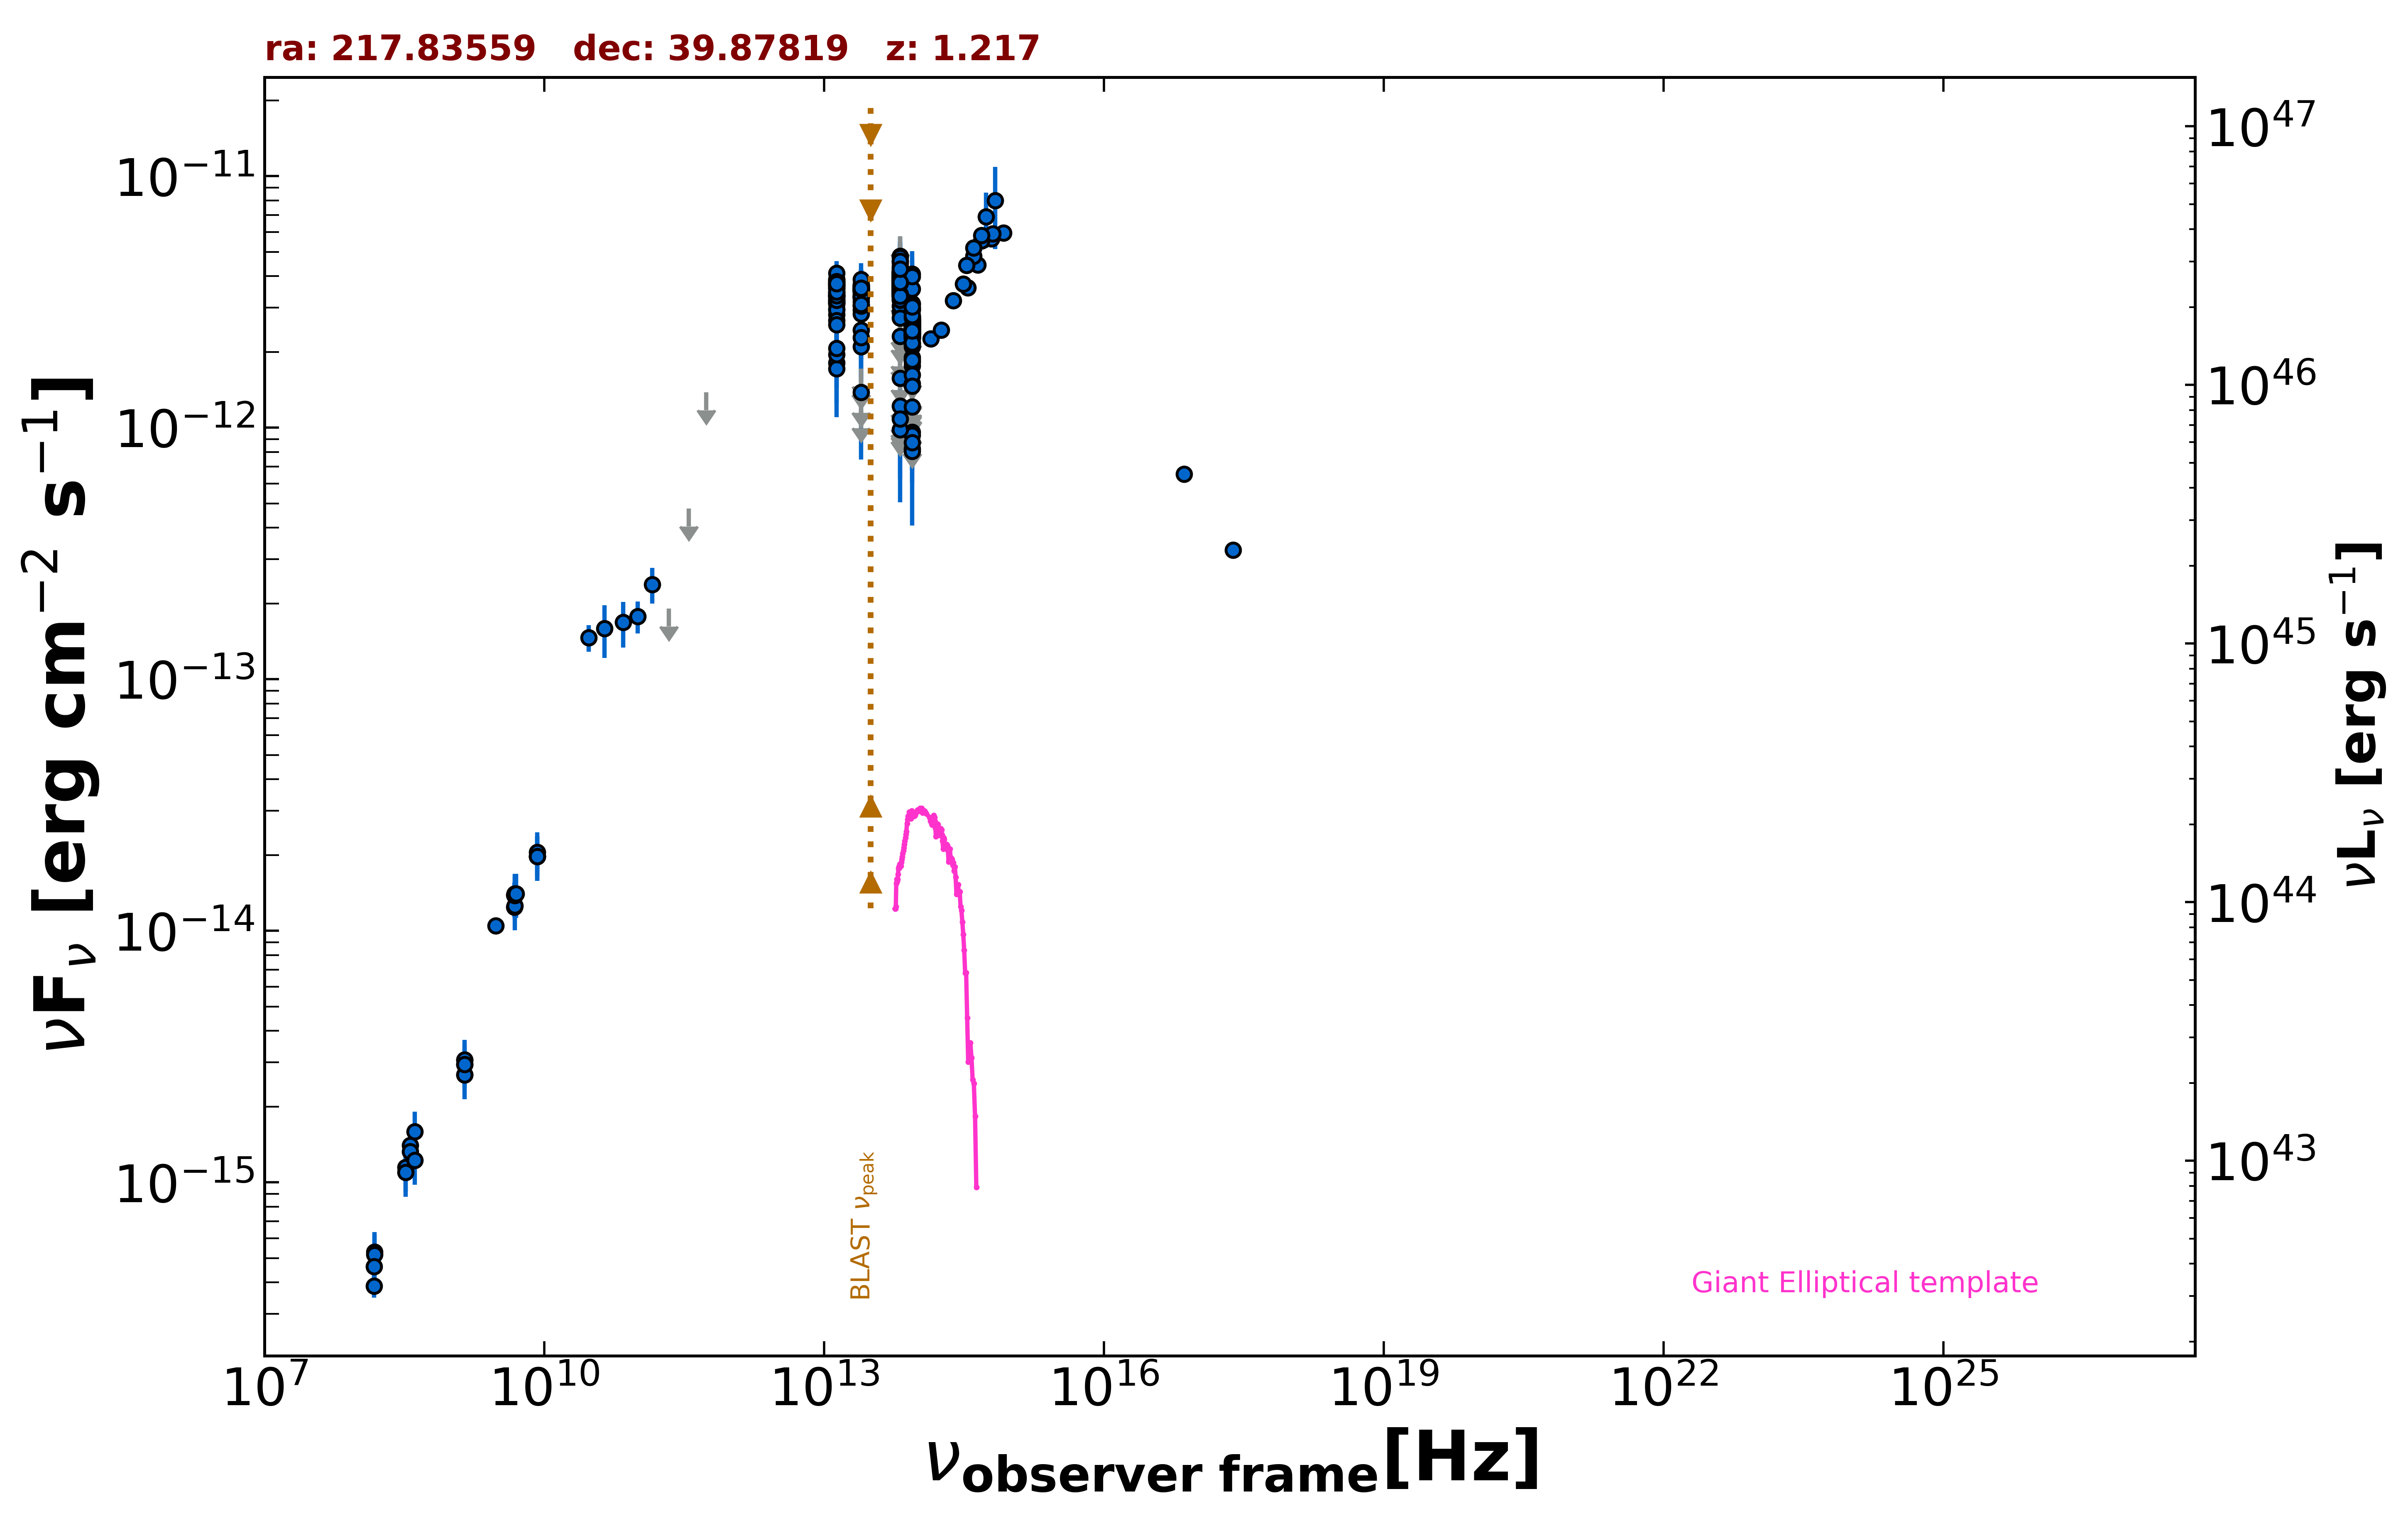 ra: 217.83559   dec: 39.87819   z: 1.217
νFν [erg cm⁻² s⁻¹]
10⁻¹¹
10⁻¹²
10⁻¹³
10⁻¹⁴
10⁻¹⁵
10⁴⁷
10⁴⁶
10⁴⁵
10⁴⁴
10⁴³
νLν [erg s⁻¹]
BLAST νpeak
Giant Elliptical template
10⁷ 10¹⁰ 10¹³ 10¹⁶ 10¹⁹ 10²² 10²⁵
νobserver frame[Hz]